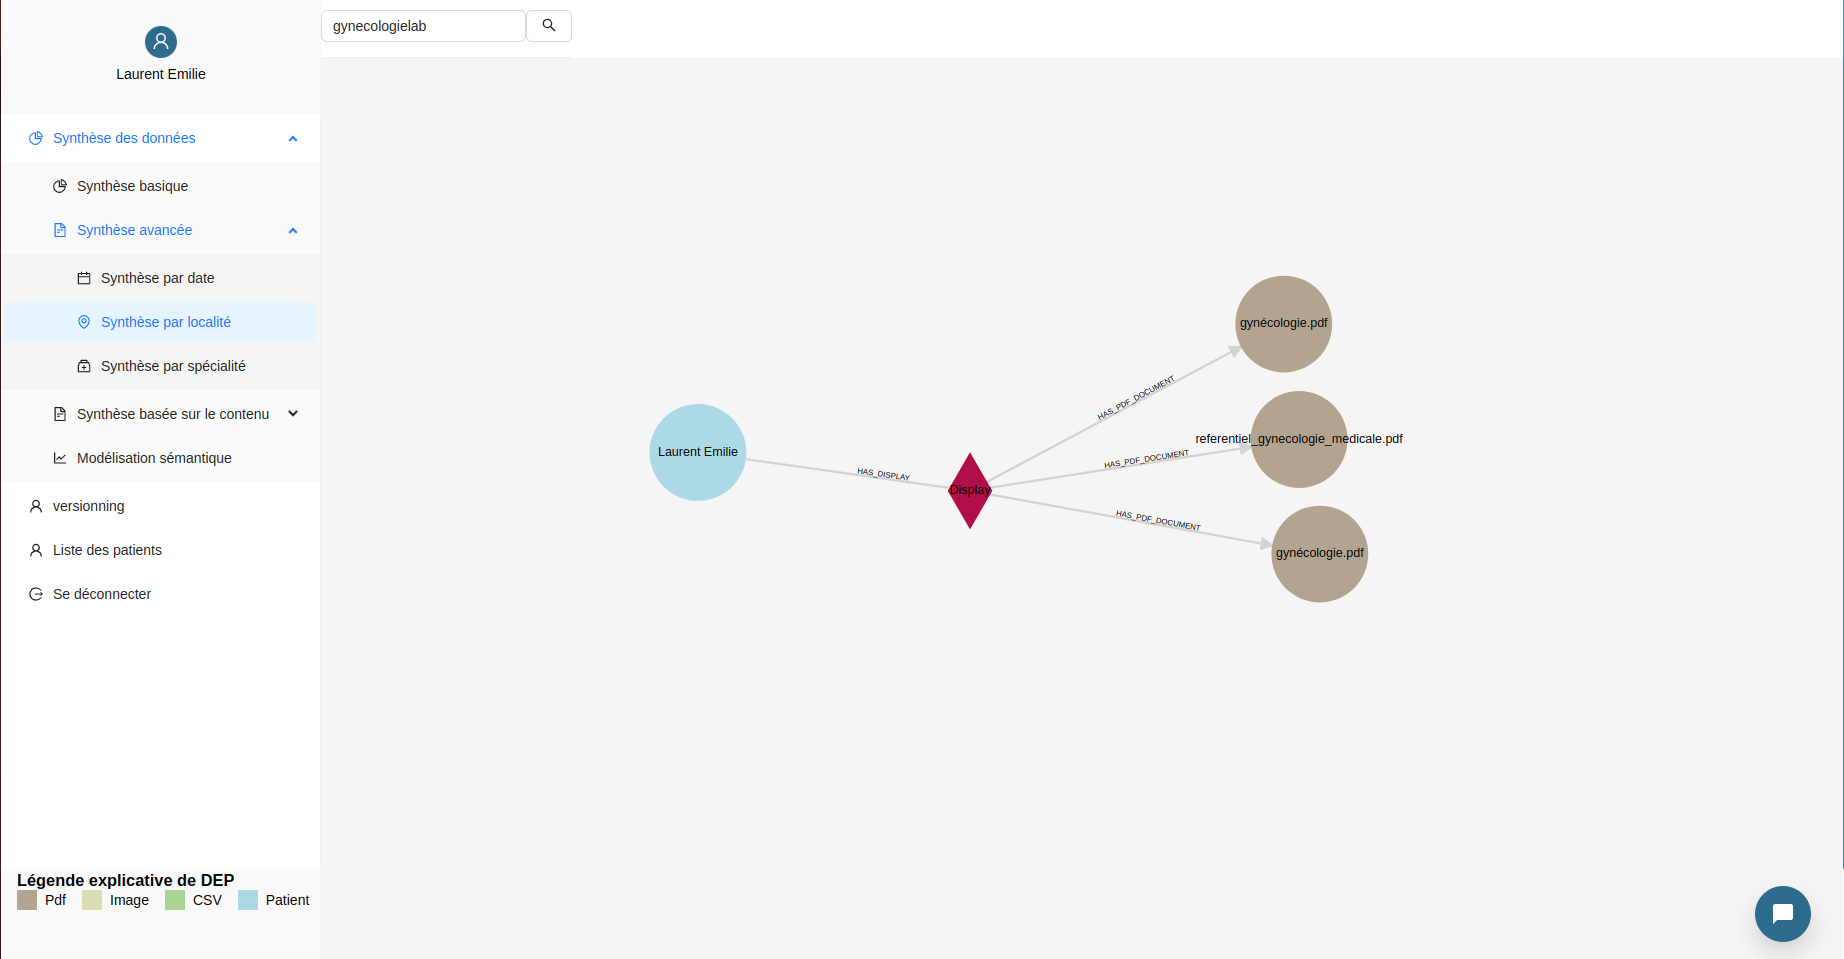 gynecologielab
Laurent Emilie
Synthèse des données
Synthèse basique
Synthèse avancée
Synthèse par date
Synthèse par localité
Synthèse par spécialité
Synthèse basée sur le contenu
Modélisation sémantique
versionning
Liste des patients
Se déconnecter
Légende explicative de DEP
Pdf Image CSV Patient
Laurent Emilie
HAS_DISPLAY
Display
HAS_PDF_DOCUMENT
gynécologie.pdf
HAS_PDF_DOCUMENT
referentiel_gynecologie_medicale.pdf
HAS_PDF_DOCUMENT
gynécologie.pdf